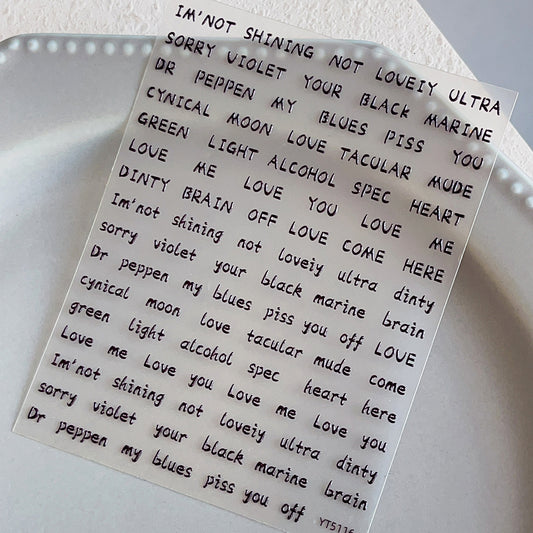 IM'NOT SHINING NOT LOVEIY ULTRA
SORRY VIOLET YOUR BLACK MARINE
DR PEPPEN MY BLUES PISS YOU
CYNICAL MOON LOVE TACULAR MUDE
GREEN LIGHT ALCOHOL SPEC HEART
LOVE ME LOVE YOU LOVE ME
DINTY BRAIN OFF LOVE COME HERE
Im'not shining not loveiy ultra dinty
sorry violet your black marine brain
Dr peppen my blues piss you off LOVE
cynical moon love tacular mude come
green light alcohol spec heart here
Love me Love you Love me Love you
Im'not shining not loveiy ultra dinty
sorry violet your black marine brain
Dr peppen my blues piss you off